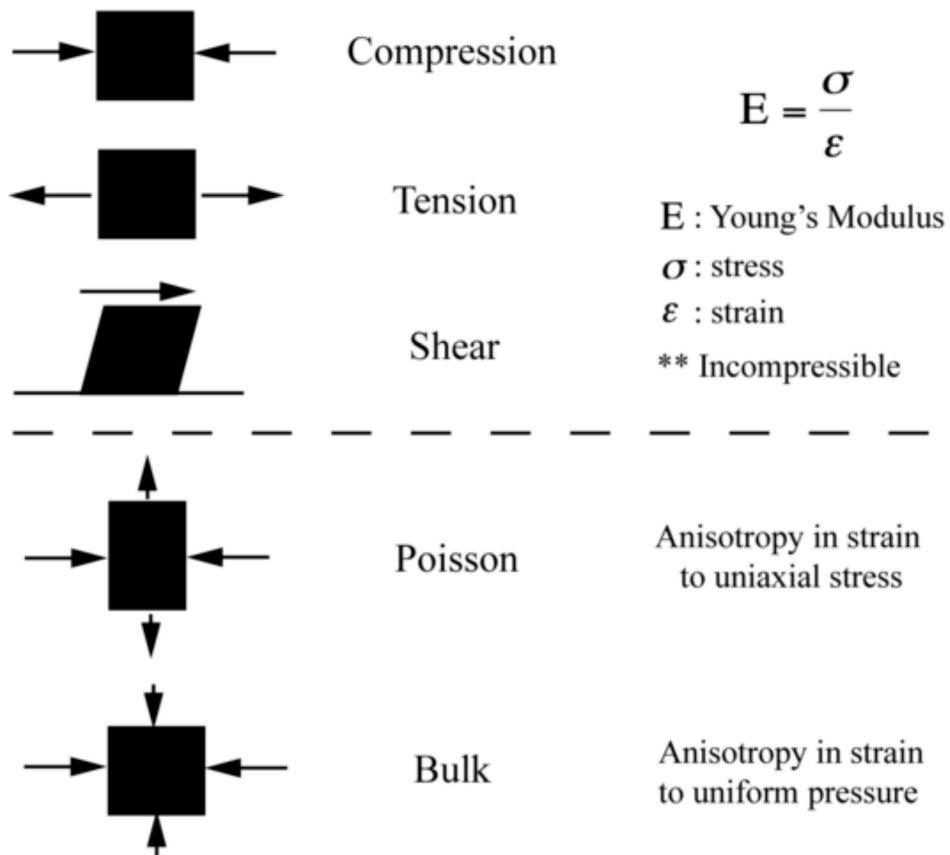 Compression
E = σ/ε
Tension
E : Young's Modulus
σ : stress
ε : strain
Shear
** Incompressible
Poisson
Anisotropy in strain
to uniaxial stress
Bulk
Anisotropy in strain
to uniform pressure